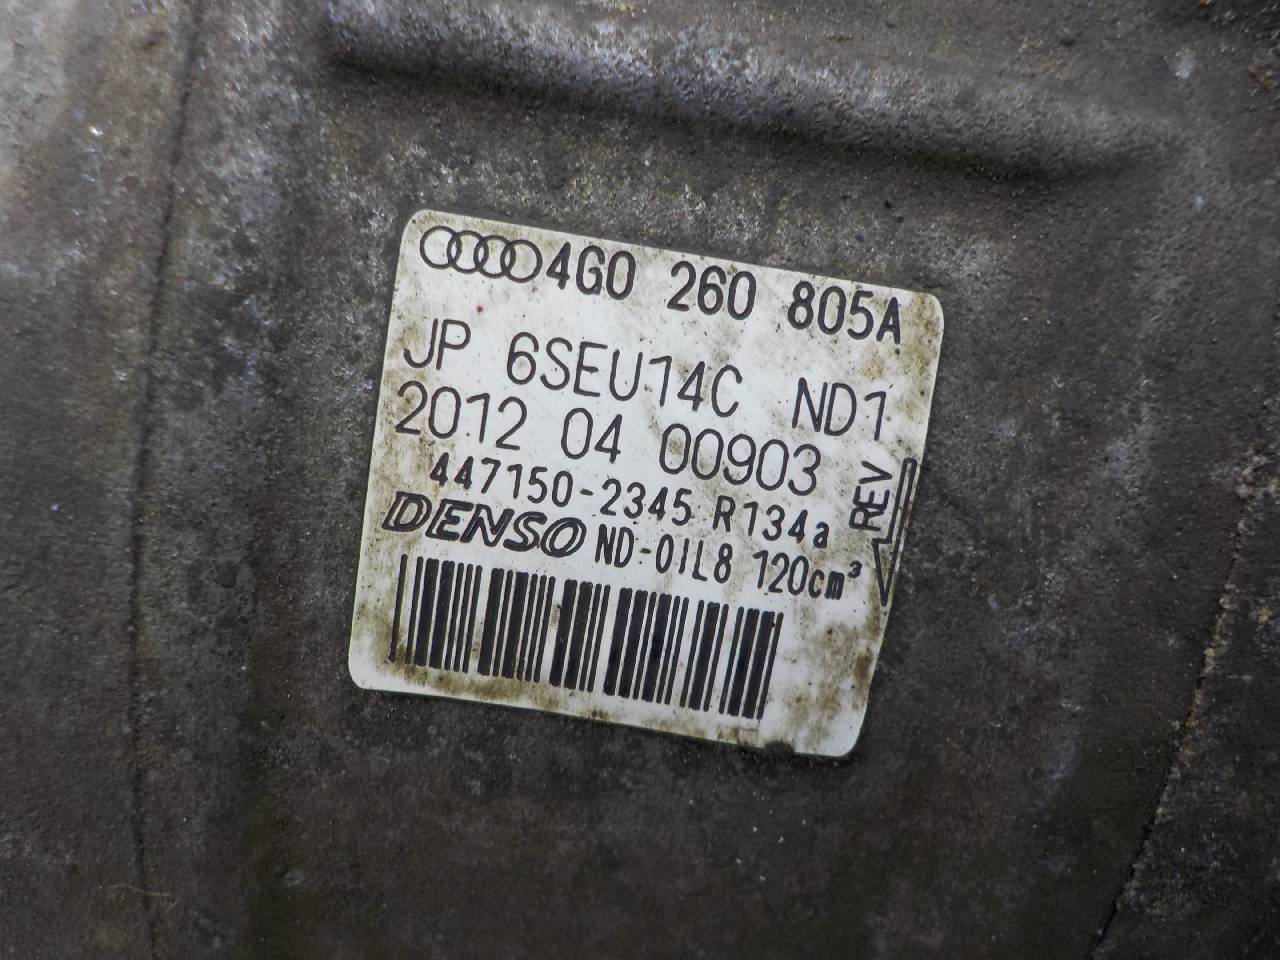 4G0 260 805A
JP 6SEU14C ND1
2012 04 00903
447150-2345 R134a
DENSO ND-OIL8 120cm³
REV